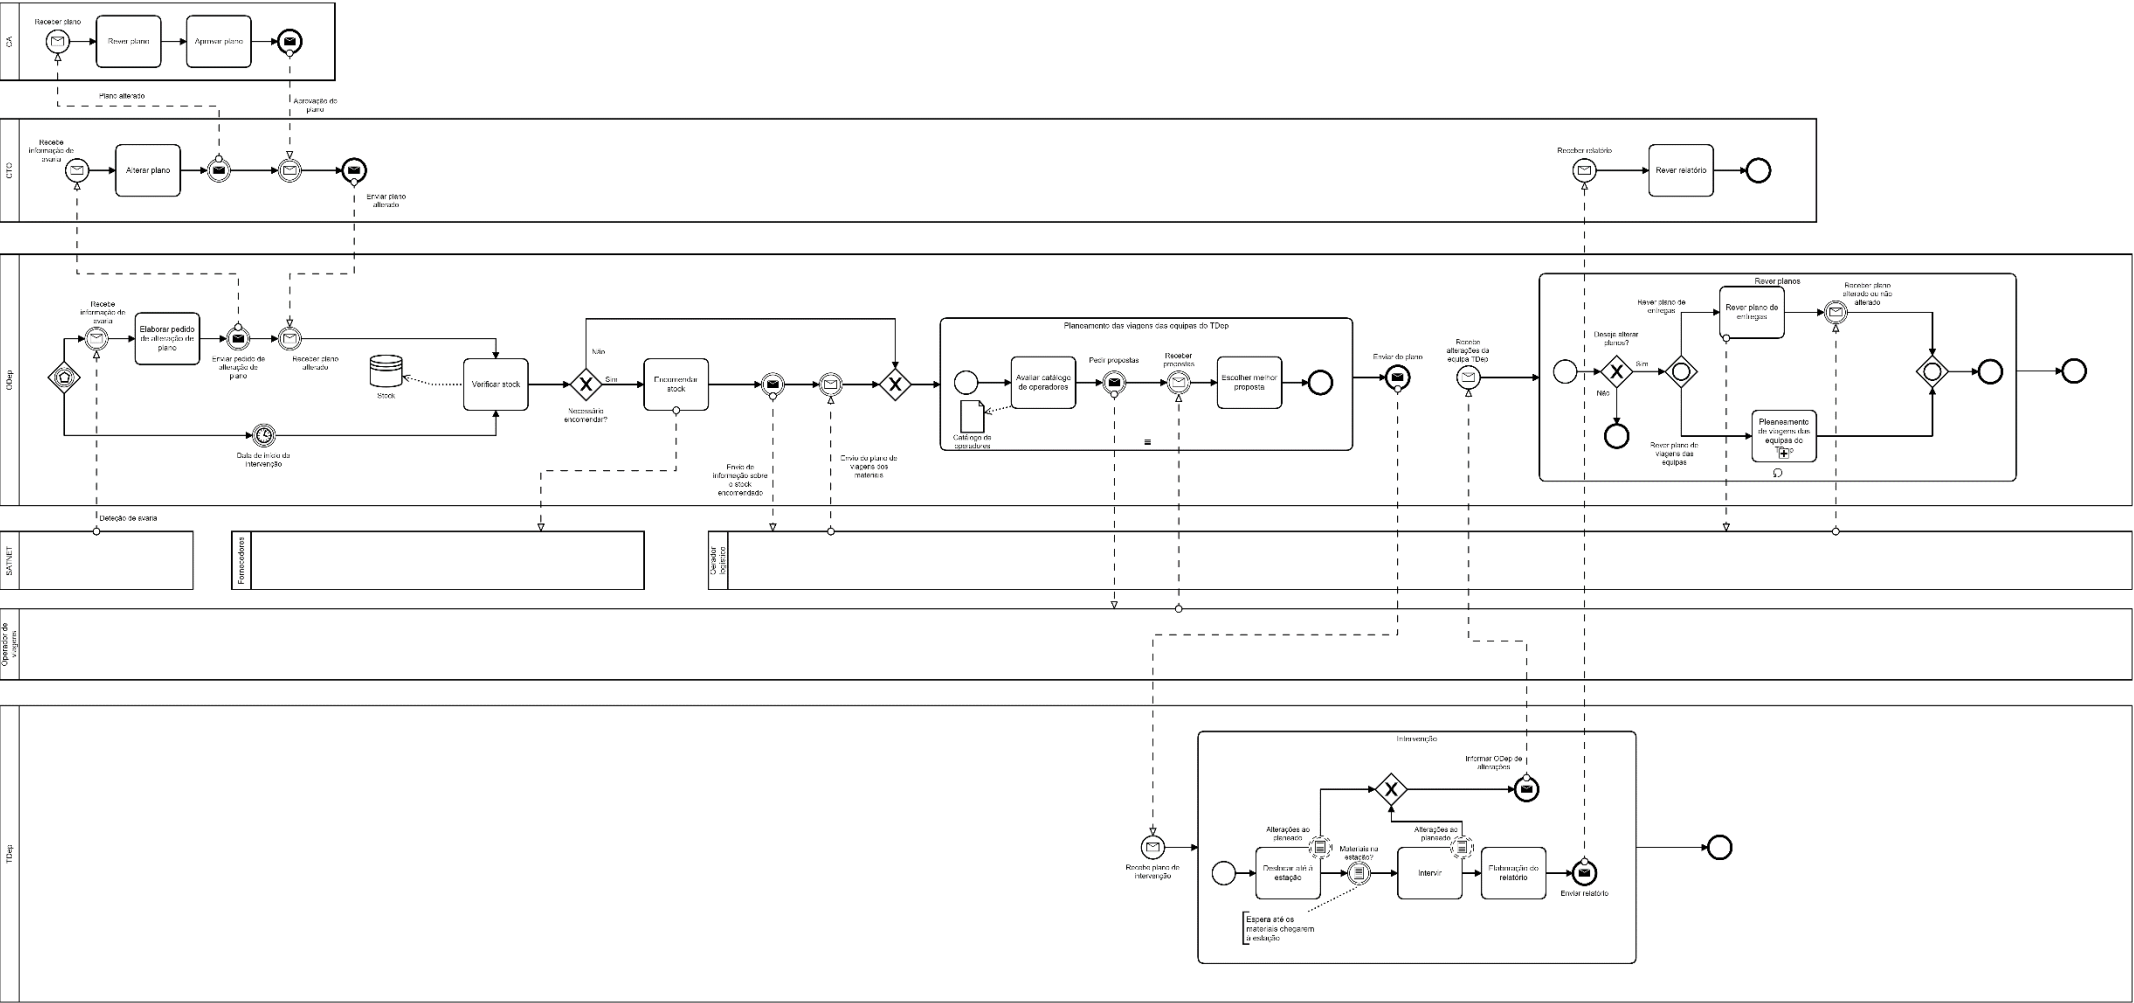 CA
Receber plano
Rever plano
Aprovar plano
Plano alterado
Aprovação do
plano
CTO
Recebe
informação de
avaria
Alterar plano
Enviar plano
alterado
Receber relatório
Rever relatório
ODep
Recebe
informação de
avaria
Elaborar pedido
de alteração de
plano
Enviar pedido de
alteração de
plano
Receber plano
alterado
Data de início da
intervenção
Stock
Verificar stock
Não
Sim
Necessário
encomendar?
Encomendar
stock
Envio de
informação sobre
o stock
encomendado
Envio do plano de
viagens dos
materiais
Planeamento das viagens das equipas do TDep
Avaliar catálogo
de operadores
Catálogo de
operadores
Pedir propostas
Receber
propostas
Escolher melhor
proposta
Enviar do plano
Recebe
alterações da
equipa TDep
Rever planos
Deseja alterar
planos?
Sim
Não
Rever plano de
entregas
Rever plano de
entregas
Receber plano
alterado ou não
alterado
Rever plano de
viagens das
equipas
Pleaneamento
de viagens das
equipas do
Deteção de avaria
SATNET
Fornecedores
Gerador
logístico
Operador de
viagens
TDep
Recebe plano de
intervenção
Intervenção
Informar ODep de
alterações
Alterações ao
planeado
Alterações ao
planeado
Materiais na
estação?
Deslocar até à
estação
Intervir
Elaboração do
relatório
Enviar relatório
Espera até os
materiais chegarem
à estação